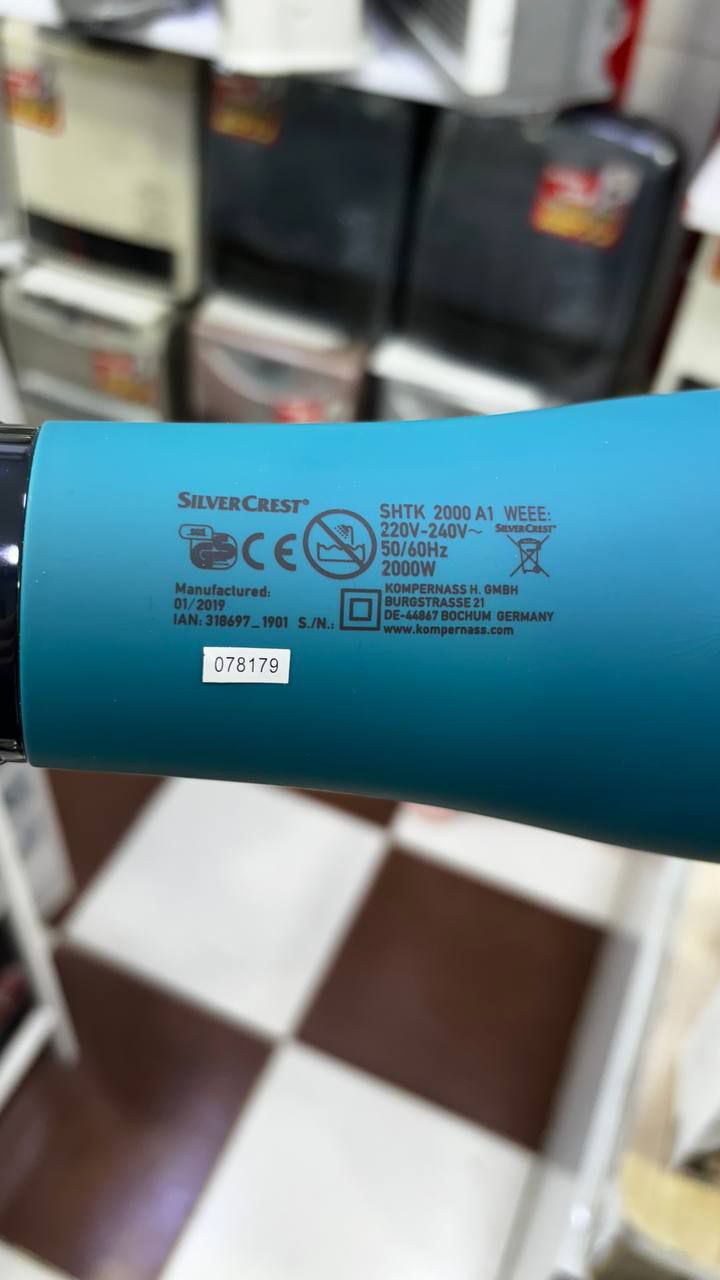 SILVERCREST®
CE
SHTK 2000 A1 WEEE:
220V-240V~ SILVERCREST®
50/60Hz
2000W
Manufactured:
01/2019
IAN: 318697_1901 S./N.:
KOMPERNASS H. GMBH
BURGSTRASSE 21
DE-44867 BOCHUM GERMANY
www.kompernass.com
078179